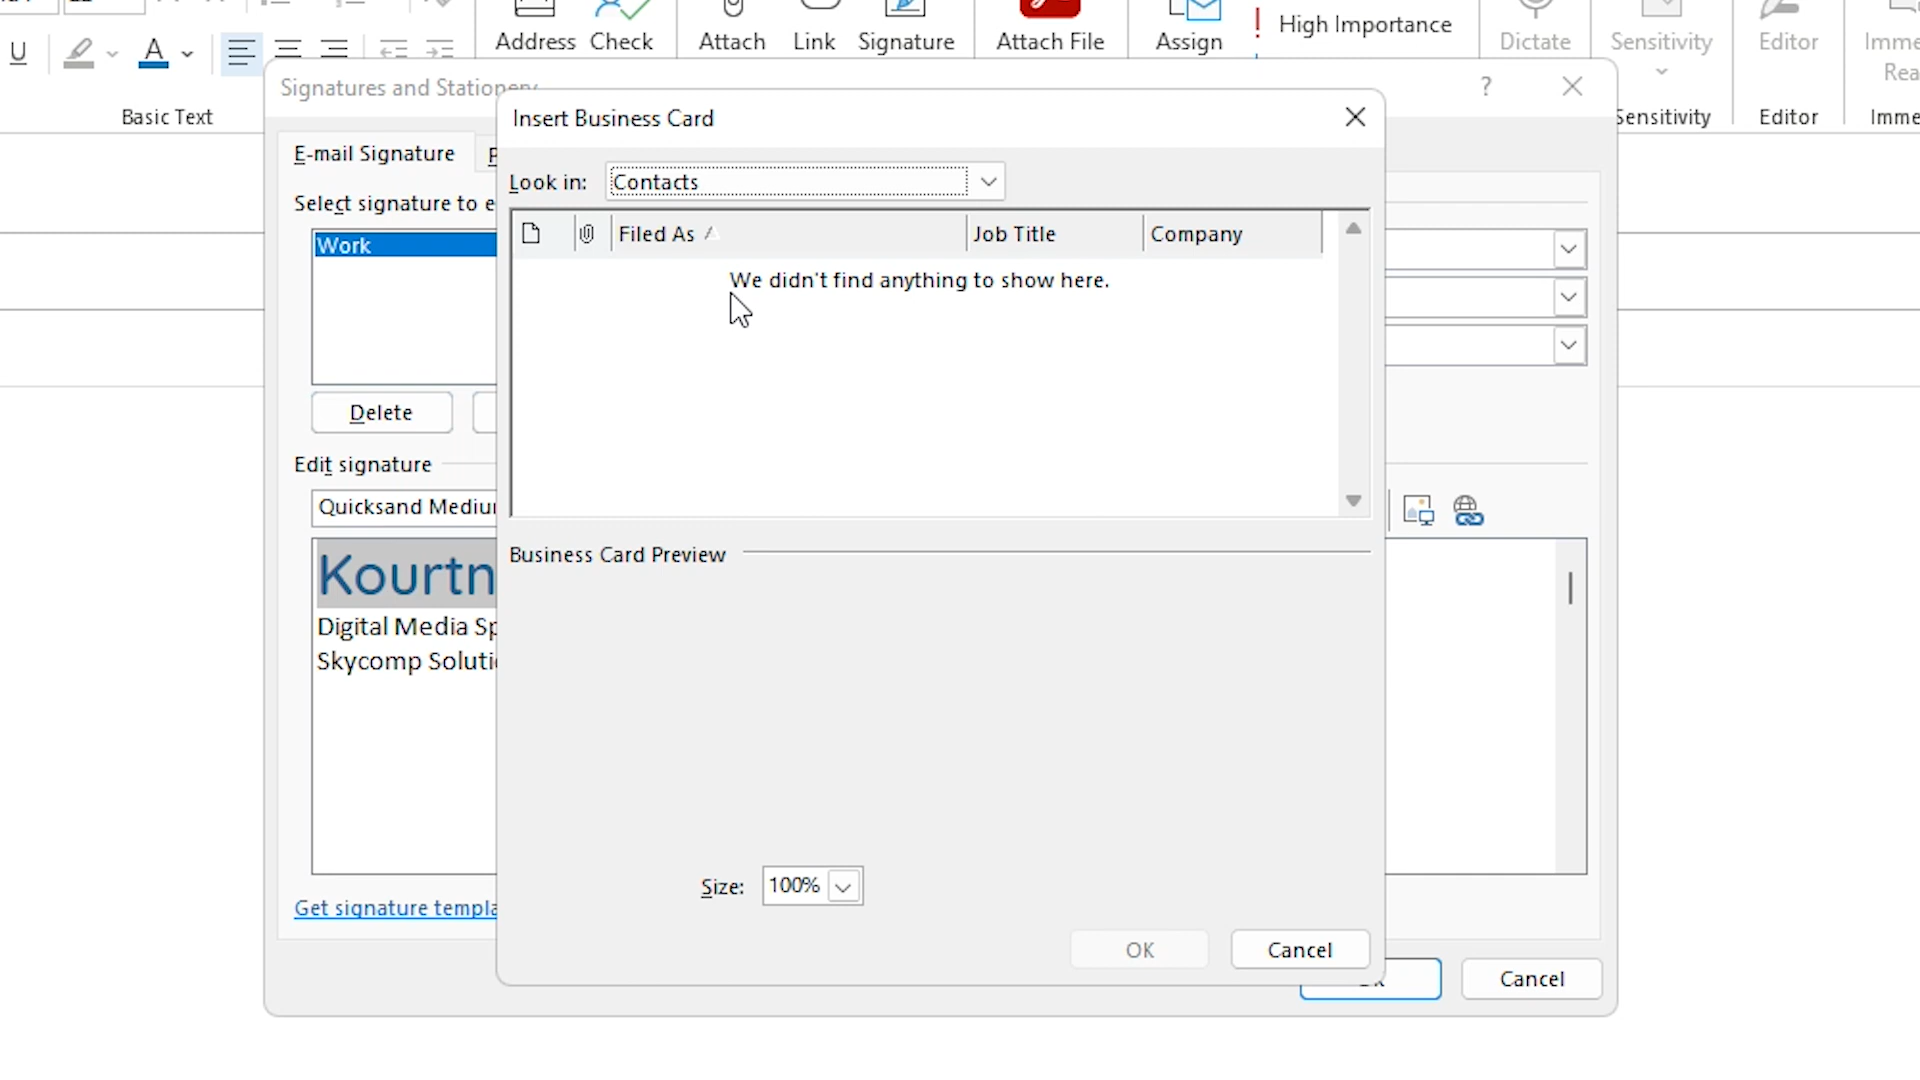 Address Check Attach Link Signature Attach File Assign High Importance Dictate Sensitivity Editor
U A
Basic Text Sensitivity Editor
Signatures and Stationery ?
Insert Business Card
E-mail Signature
Look in: Contacts
Select signature to e
Filed As Job Title Company
Work
We didn't find anything to show here.
Delete
Edit signature
Quicksand Mediu
Business Card Preview
Kourtn
Digital Media Sp
Skycomp Soluti
Size: 100%
Get signature templa
OK Cancel
Cancel